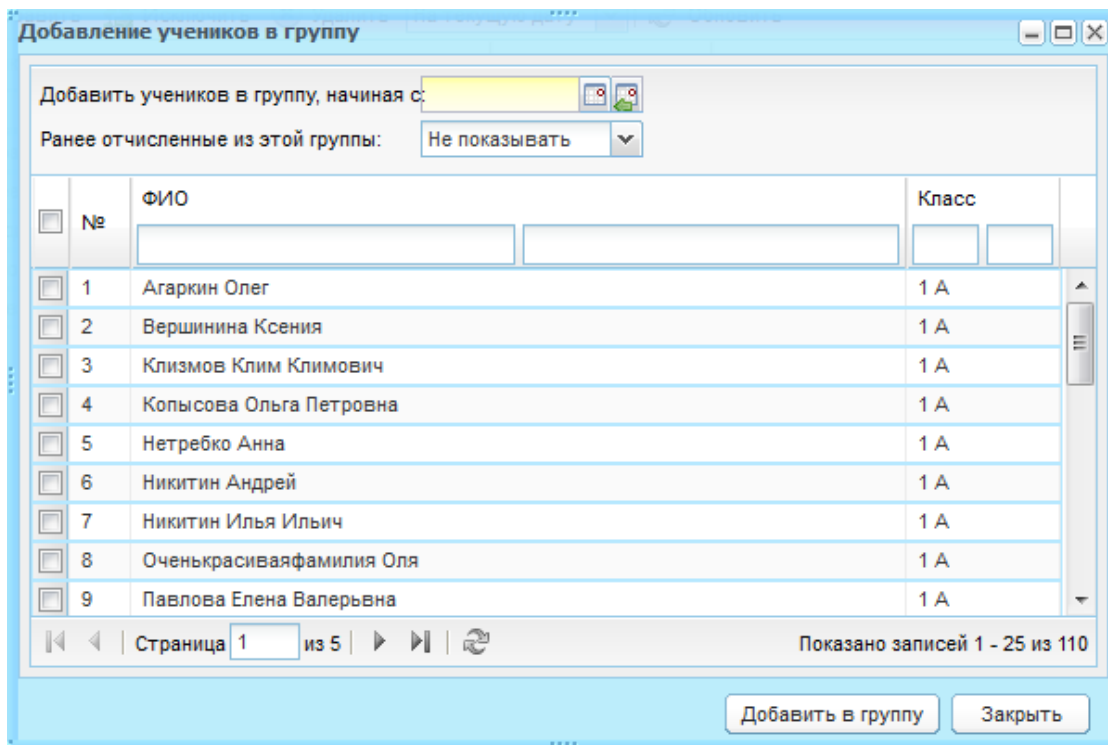 Добавление учеников в группу
Добавить учеников в группу, начиная с:
Ранее отчисленные из этой группы: Не показывать
№ ФИО Класс
1 Агаркин Олег 1 А
2 Вершинина Ксения 1 А
3 Клизмов Клим Климович 1 А
4 Копысова Ольга Петровна 1 А
5 Нетребко Анна 1 А
6 Никитин Андрей 1 А
7 Никитин Илья Ильич 1 А
8 Оченькрасиваяфамилия Оля 1 А
9 Павлова Елена Валерьвна 1 А
Страница 1 из 5 Показано записей 1 - 25 из 110
Добавить в группу Закрыть